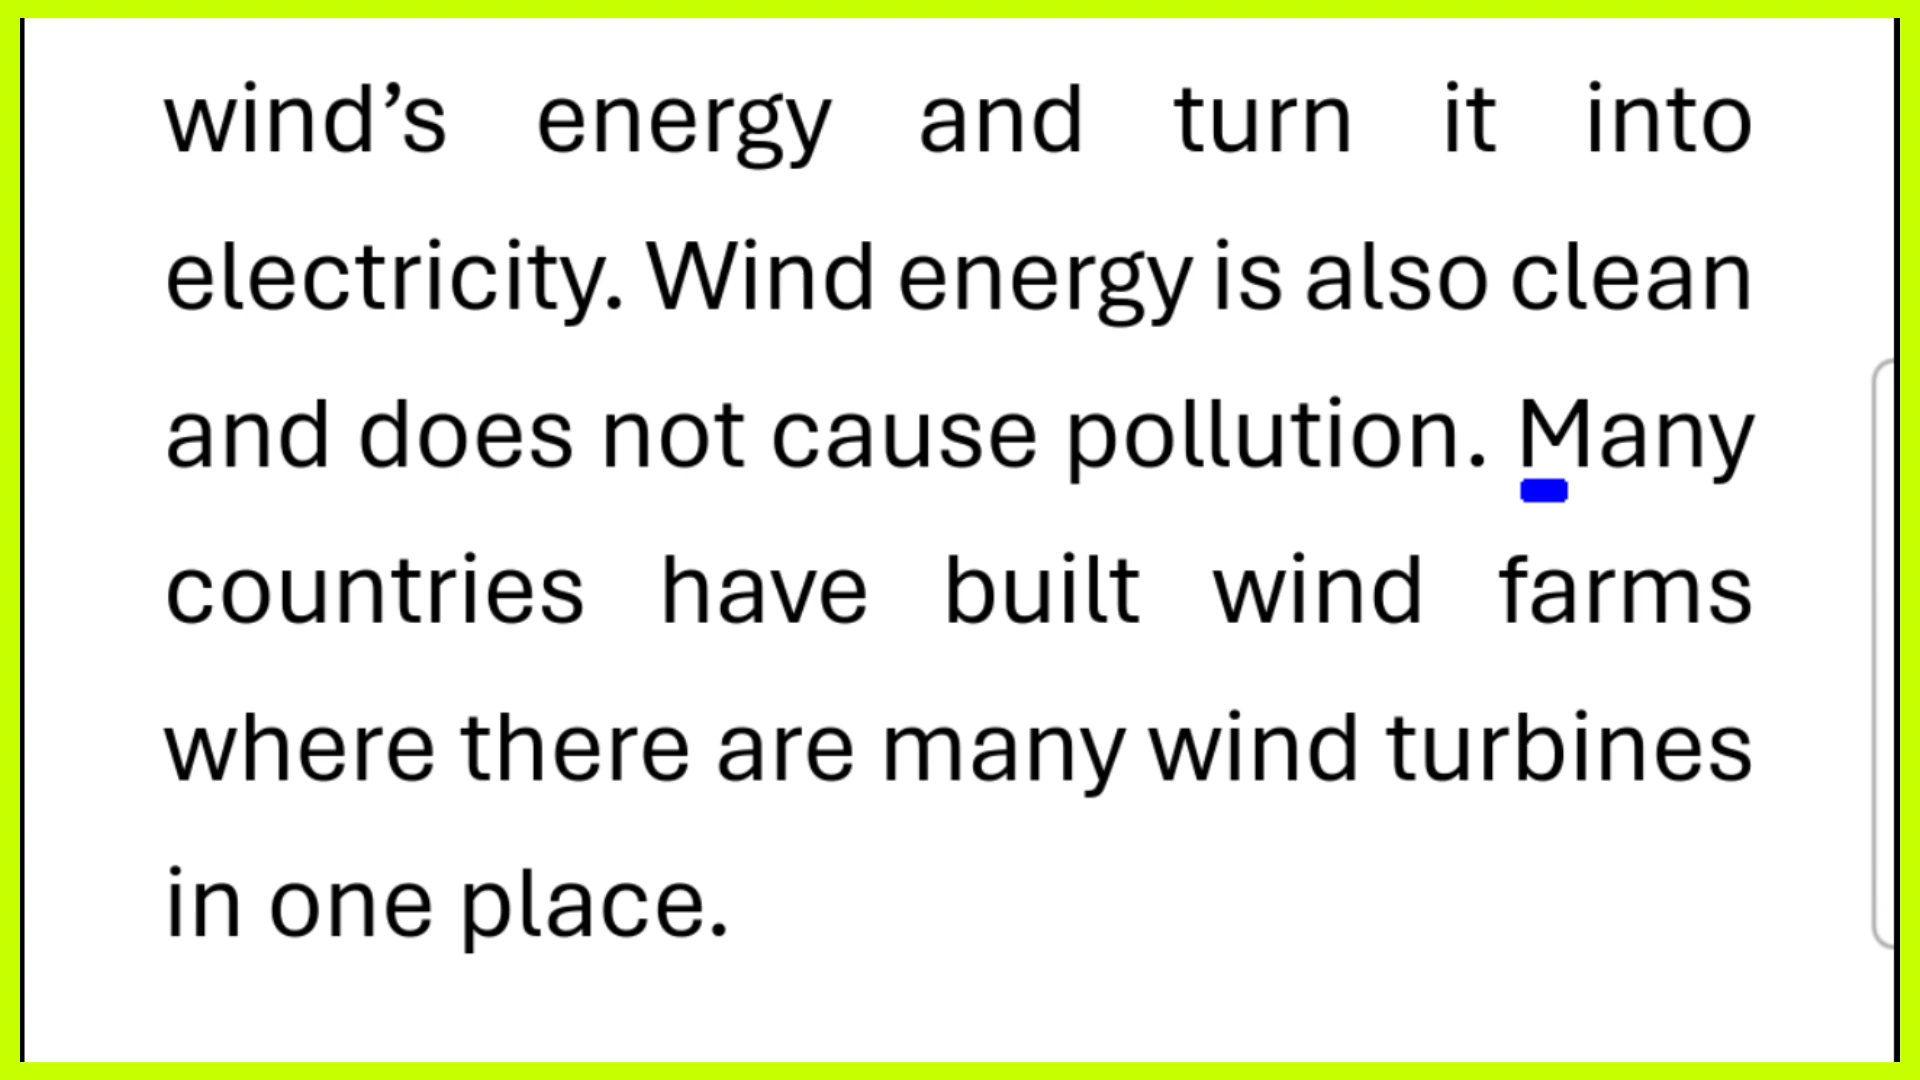 wind’s energy and turn it into
electricity. Wind energy is also clean
and does not cause pollution. Many
countries have built wind farms
where there are many wind turbines
in one place.